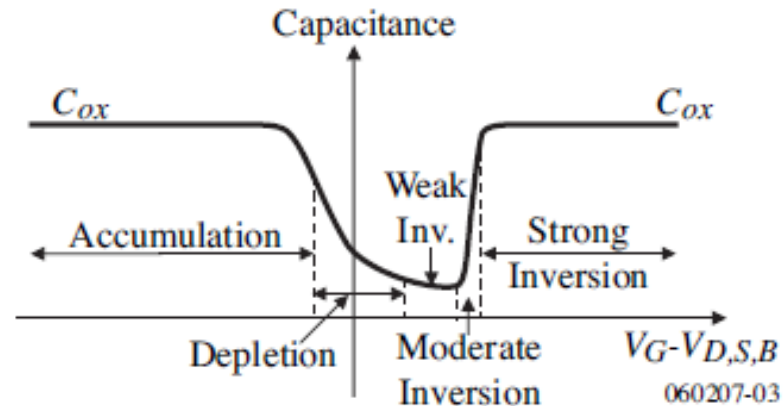 Capacitance
Cox
Cox
Weak
Inv.
Accumulation
Strong
Inversion
Depletion
Moderate
Inversion
VG-VD,S,B
060207-03